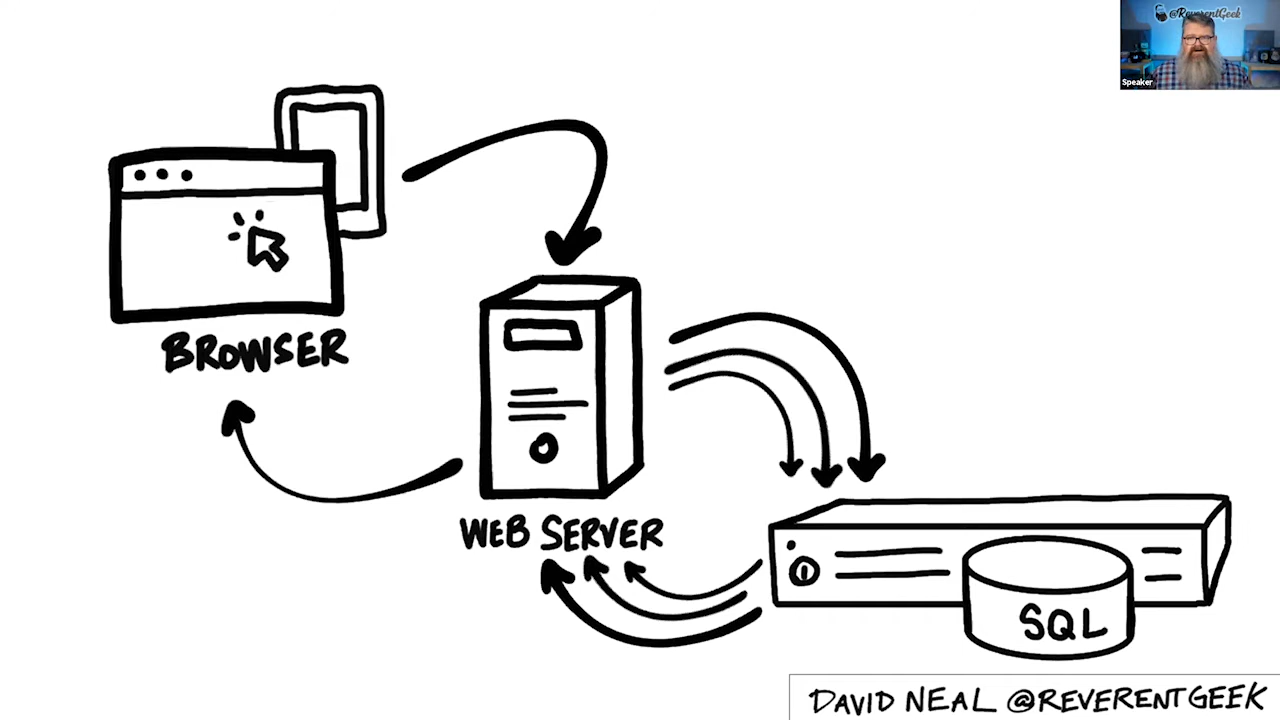 @ReverentGeek
Speaker
BROWSER
WEB SERVER
SQL
DAVID NEAL @REVERENTGEEK